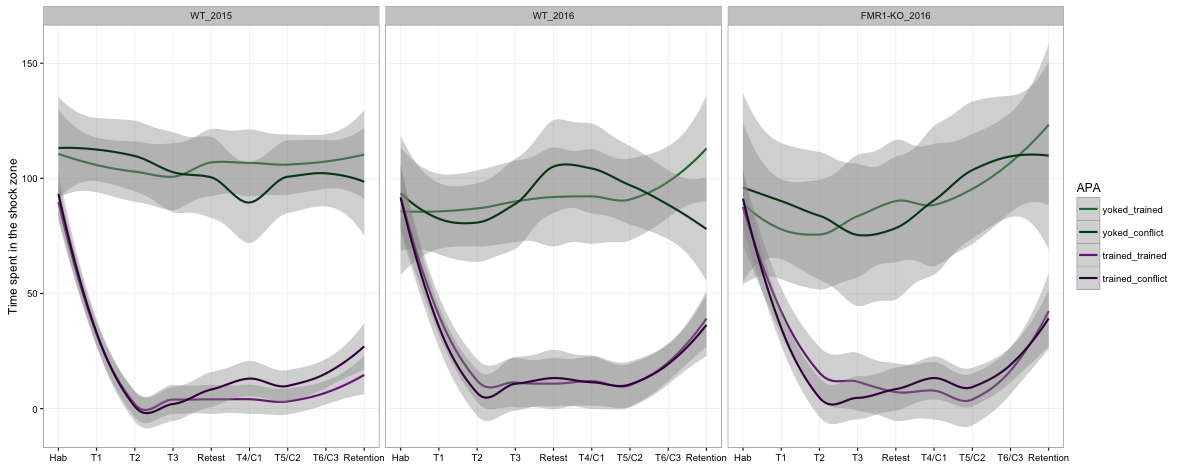 WT_2015 WT_2016 FMR1-KO_2016
Time spent in the shock zone
150
100
50
0
Hab T1 T2 T3 Retest T4/C1 T5/C2 T6/C3 Retention
Hab T1 T2 T3 Retest T4/C1 T5/C2 T6/C3 Retention
Hab T1 T2 T3 Retest T4/C1 T5/C2 T6/C3 Retention
APA
yoked_trained
yoked_conflict
trained_trained
trained_conflict